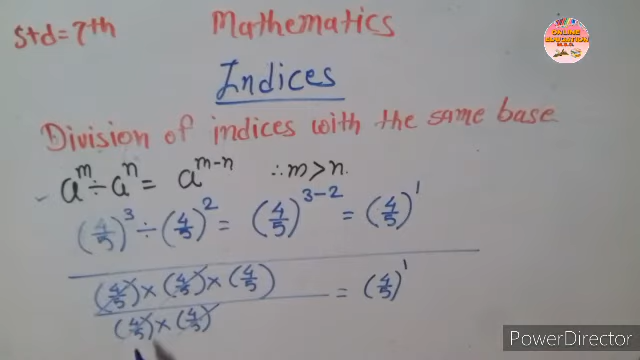 Std = 7th Mathematics
ONLINE EDUCATION
Indices
Division of indices with the same base
a^m ÷ a^n = a^(m-n) ∴ m > n.
(4/5)^3 ÷ (4/5)^2 = (4/5)^(3-2) = (4/5)^1
(4/5) × (4/5) × (4/5) / (4/5) × (4/5) = (4/5)^1
PowerDirector